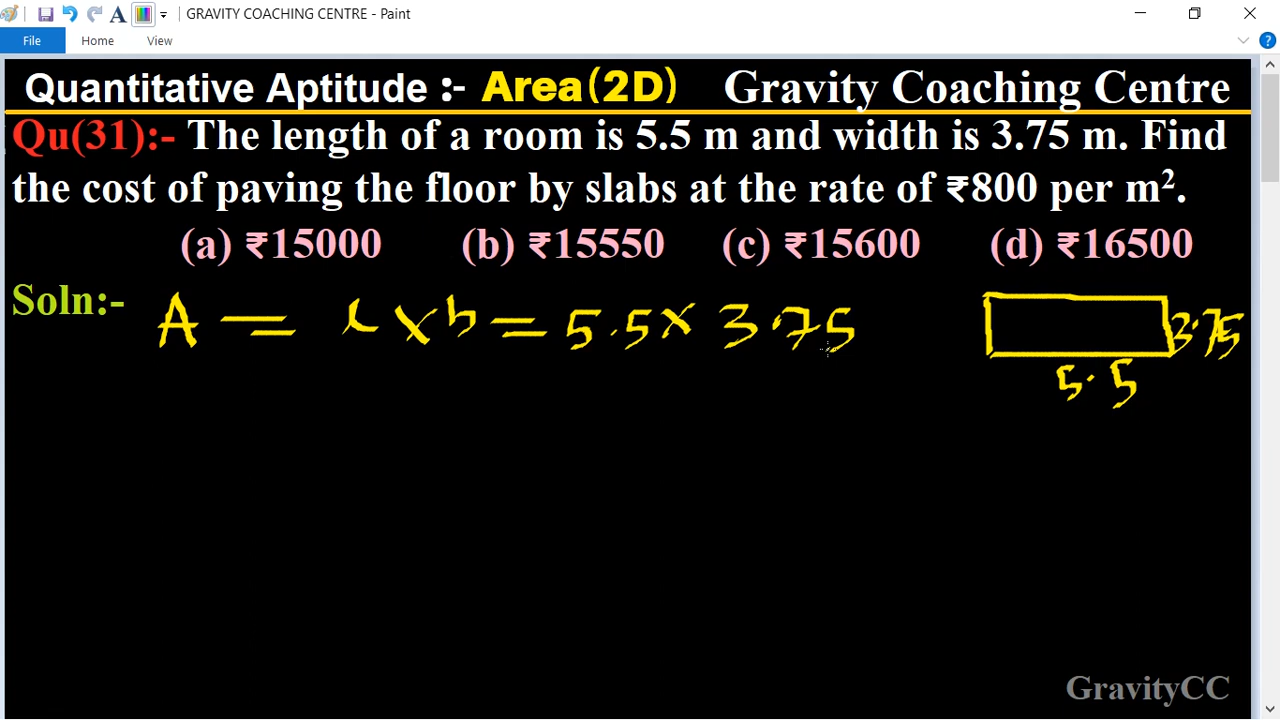 GRAVITY COACHING CENTRE - Paint
File Home View
Quantitative Aptitude :- Area(2D) Gravity Coaching Centre
Qu(31):- The length of a room is 5.5 m and width is 3.75 m. Find
the cost of paving the floor by slabs at the rate of ₹800 per m².
(a) ₹15000 (b) ₹15550 (c) ₹15600 (d) ₹16500
Soln:- A = l × b = 5.5 × 3.75
3.75
5.5
GravityCC